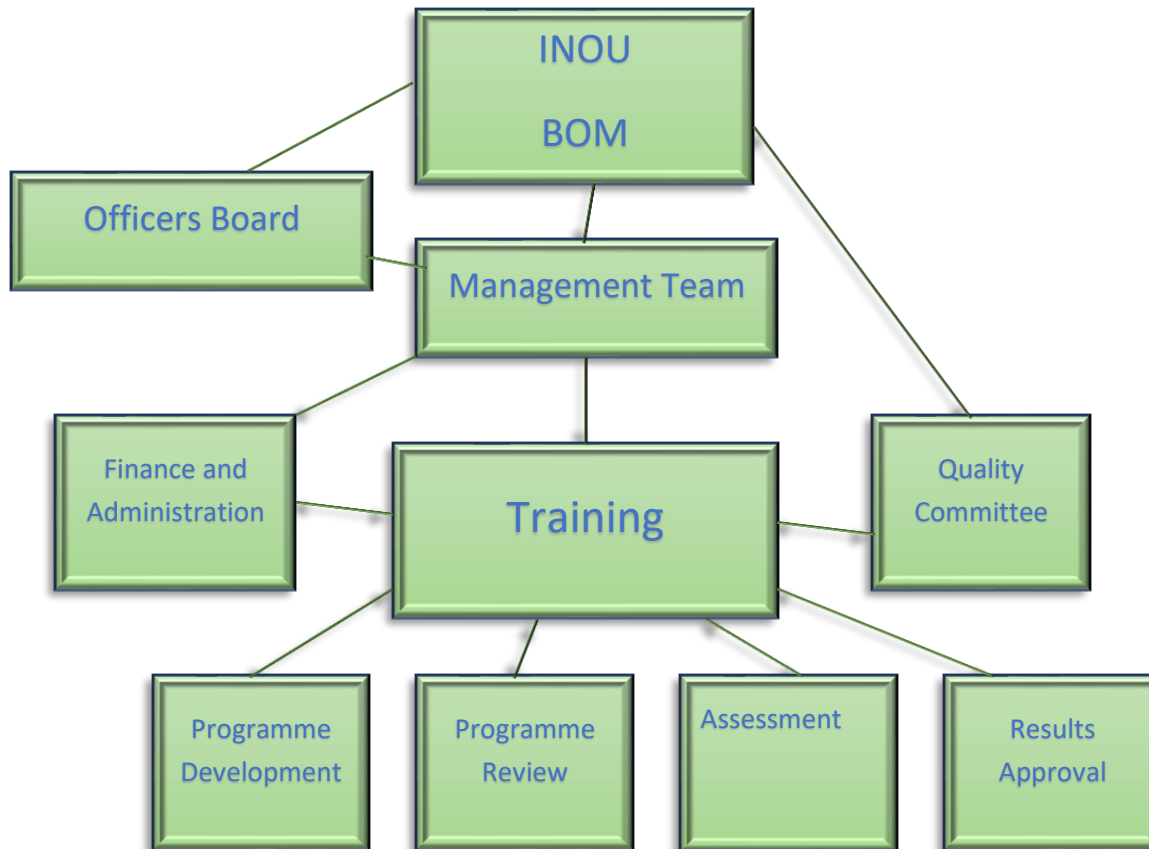 INOU
BOM
Officers Board
Management Team
Finance and
Administration
Training
Quality
Committee
Programme
Development
Programme
Review
Assessment
Results
Approval